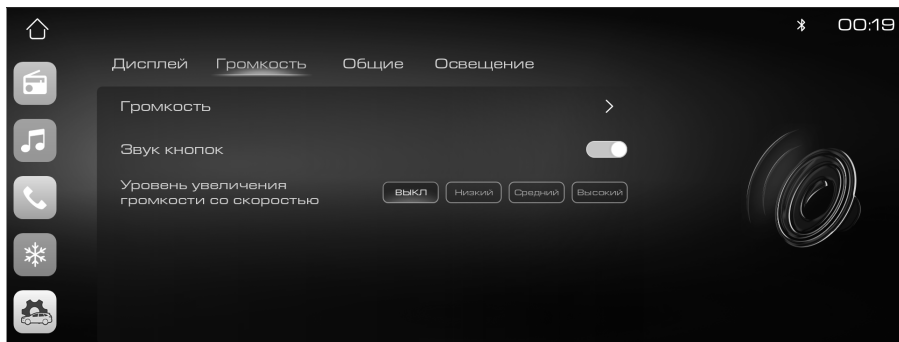 00:19
Дисплей Громкость Общие Освещение
Громкость
Звук кнопок
Уровень увеличения
громкости со скоростью
ВЫКЛ Низкий Средний Высокий